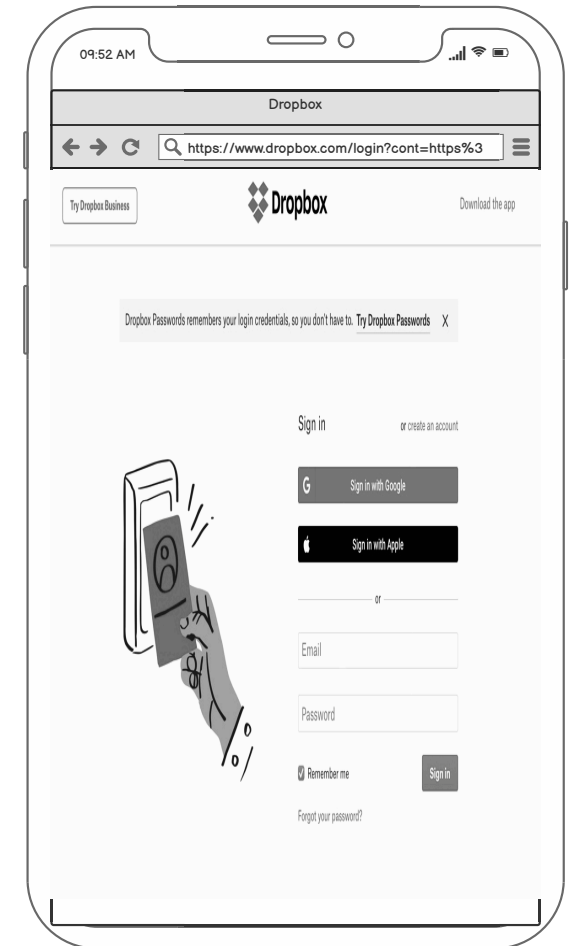 09:52 AM
Dropbox
https://www.dropbox.com/login?cont=https%3
Try Dropbox Business
Dropbox
Download the app
Dropbox Passwords remembers your login credentials, so you don't have to. Try Dropbox Passwords X
Sign in
or create an account
G Sign in with Google
Sign in with Apple
or
Email
Password
Remember me
Sign in
Forgot your password?